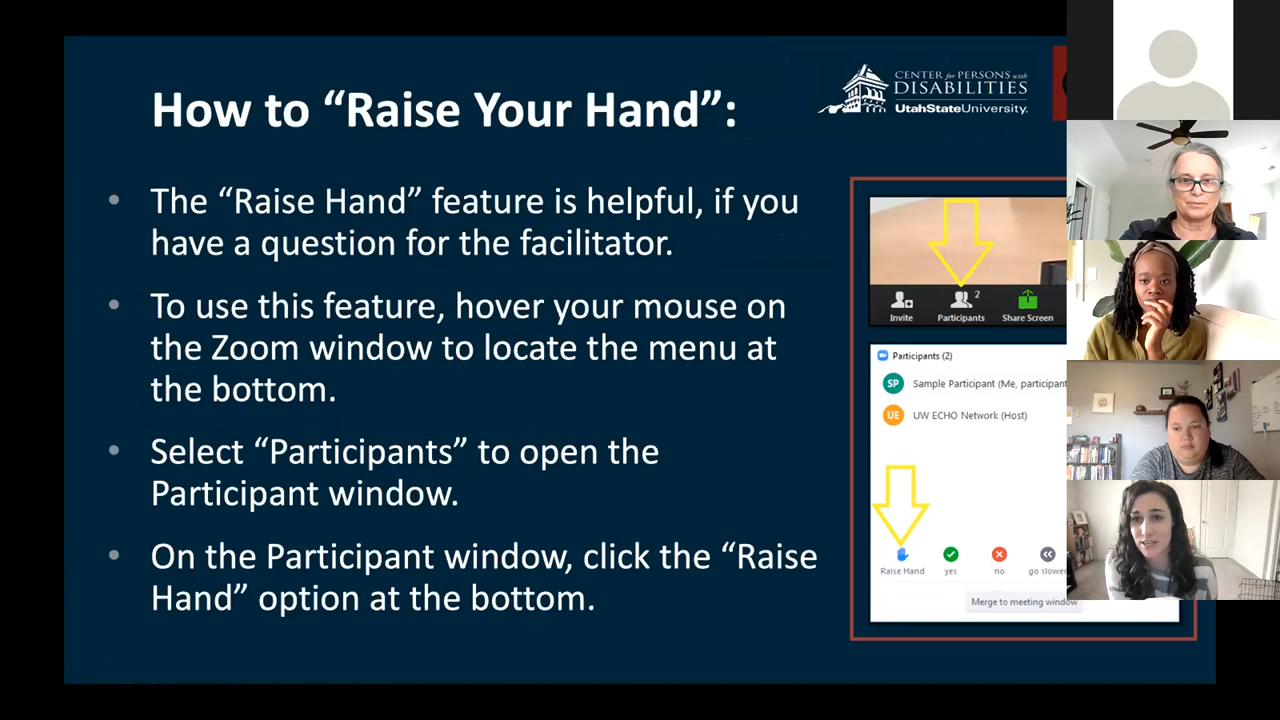 How to “Raise Your Hand”:
CENTER for PERSONS with
DISABILITIES
UtahStateUniversity
• The “Raise Hand” feature is helpful, if you
have a question for the facilitator.
• To use this feature, hover your mouse on
the Zoom window to locate the menu at
the bottom.
• Select “Participants” to open the
Participant window.
• On the Participant window, click the “Raise
Hand” option at the bottom.
2
Invite Participants Share Screen
Participants (2)
SP Sample Participant (Me, participant
UE UW ECHO Network (Host)
Raise Hand yes no go slower
Merge to meeting window